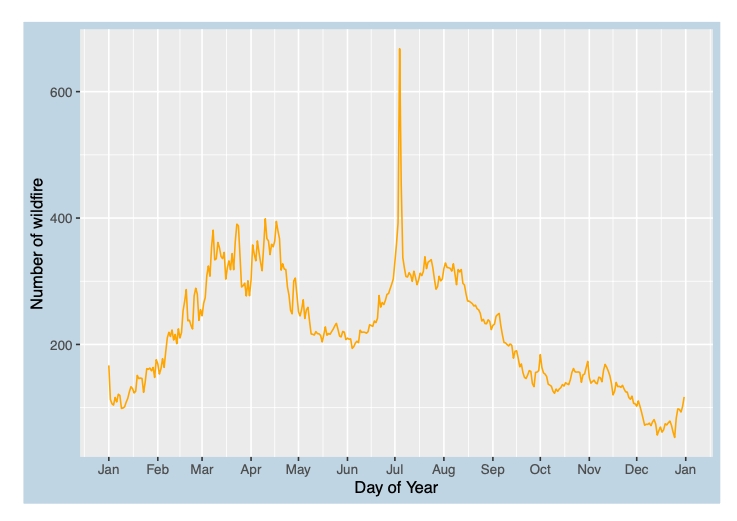 Number of wildfire
600
400
200
Jan Feb Mar Apr May Jun Jul Aug Sep Oct Nov Dec Jan
Day of Year